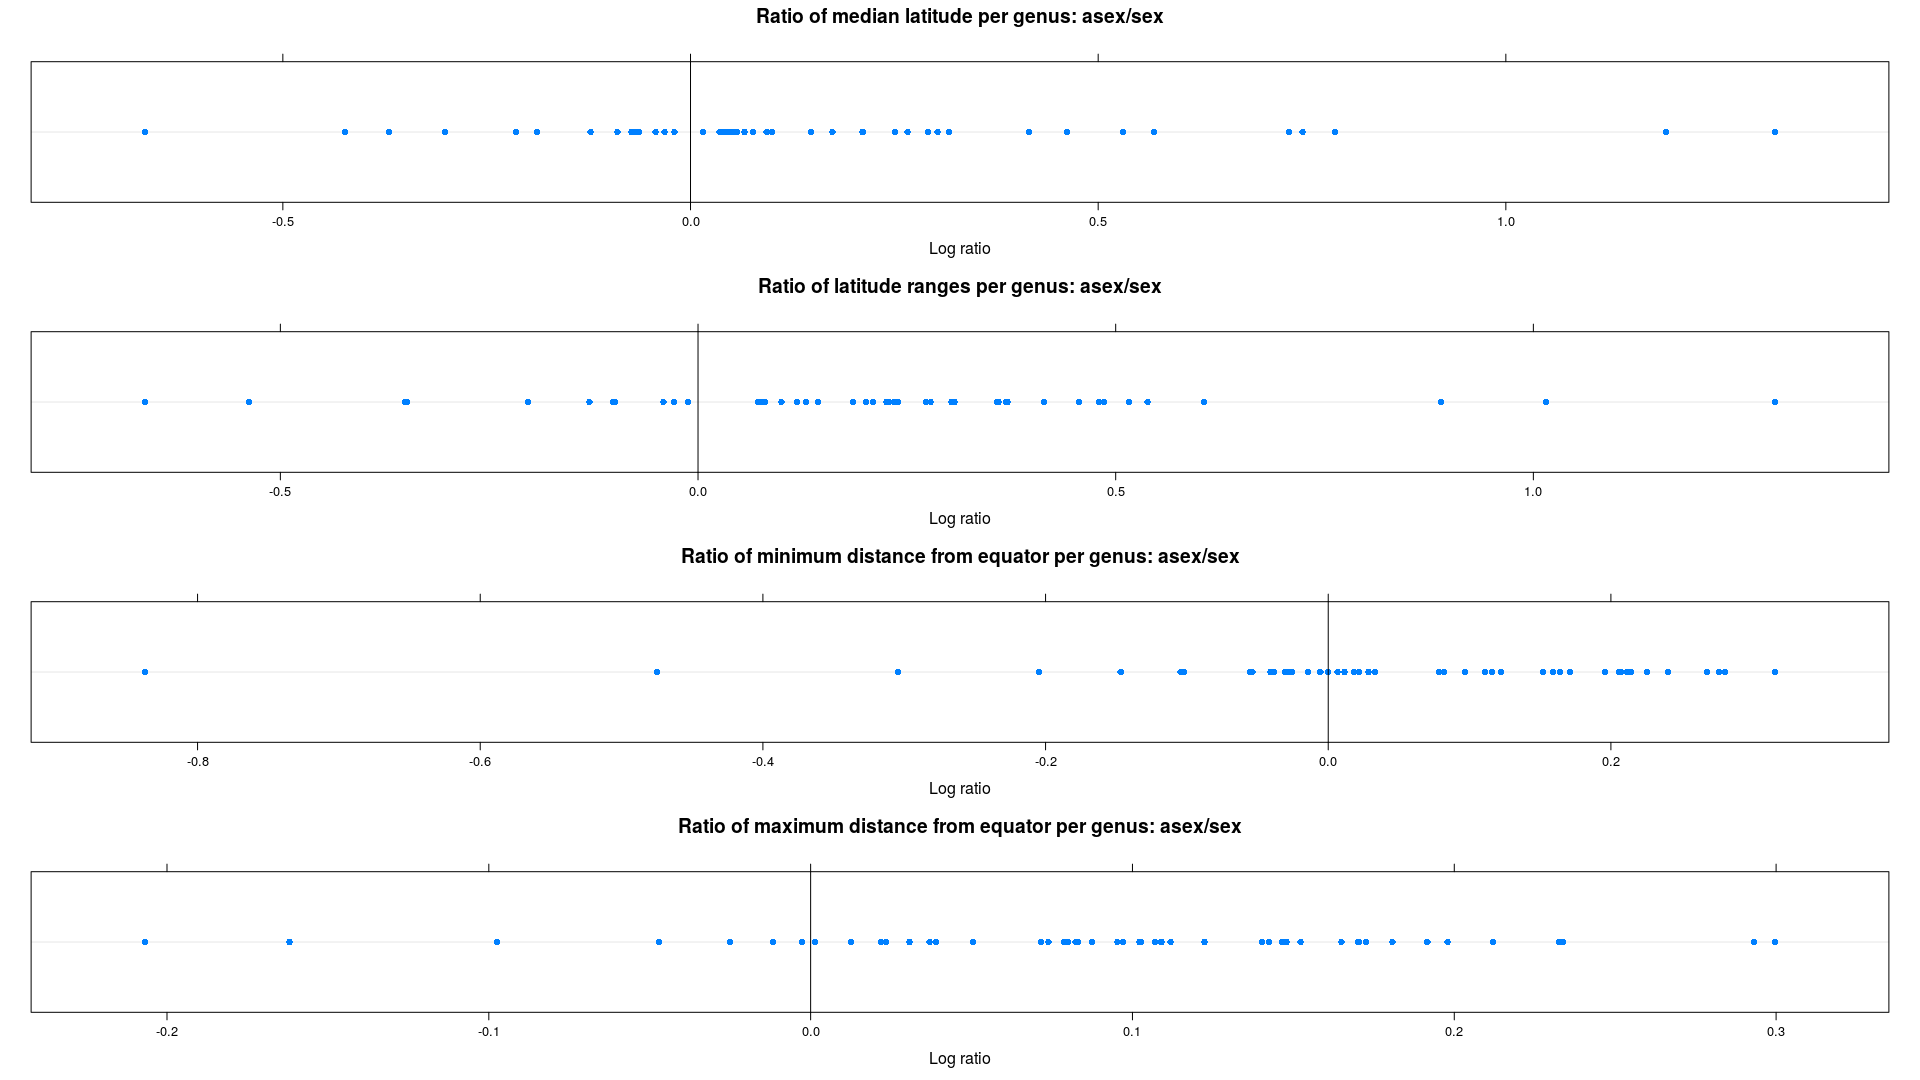 Ratio of median latitude per genus: asex/sex
-0.5 0.0 0.5 1.0
Log ratio
Ratio of latitude ranges per genus: asex/sex
-0.5 0.0 0.5 1.0
Log ratio
Ratio of minimum distance from equator per genus: asex/sex
-0.8 -0.6 -0.4 -0.2 0.0 0.2
Log ratio
Ratio of maximum distance from equator per genus: asex/sex
-0.2 -0.1 0.0 0.1 0.2 0.3
Log ratio